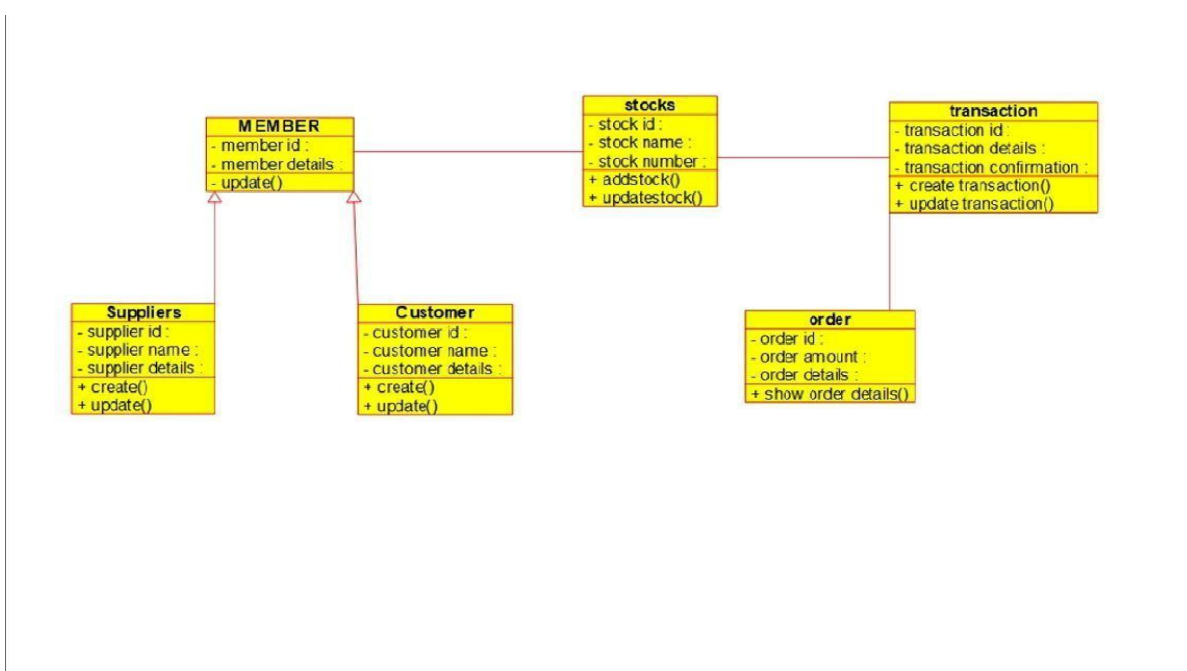 MEMBER
- member id :
- member details :
- update()
stocks
- stock id :
- stock name :
- stock number :
+ addstock()
+ updatestock()
transaction
- transaction id :
- transaction details :
- transaction confirmation :
+ create transaction()
+ update transaction()
Suppliers
- supplier id :
- supplier name :
- supplier details :
+ create()
+ update()
Customer
- customer id :
- customer name :
- customer details :
+ create()
+ update()
order
- order id :
- order amount :
- order details :
+ show order details()